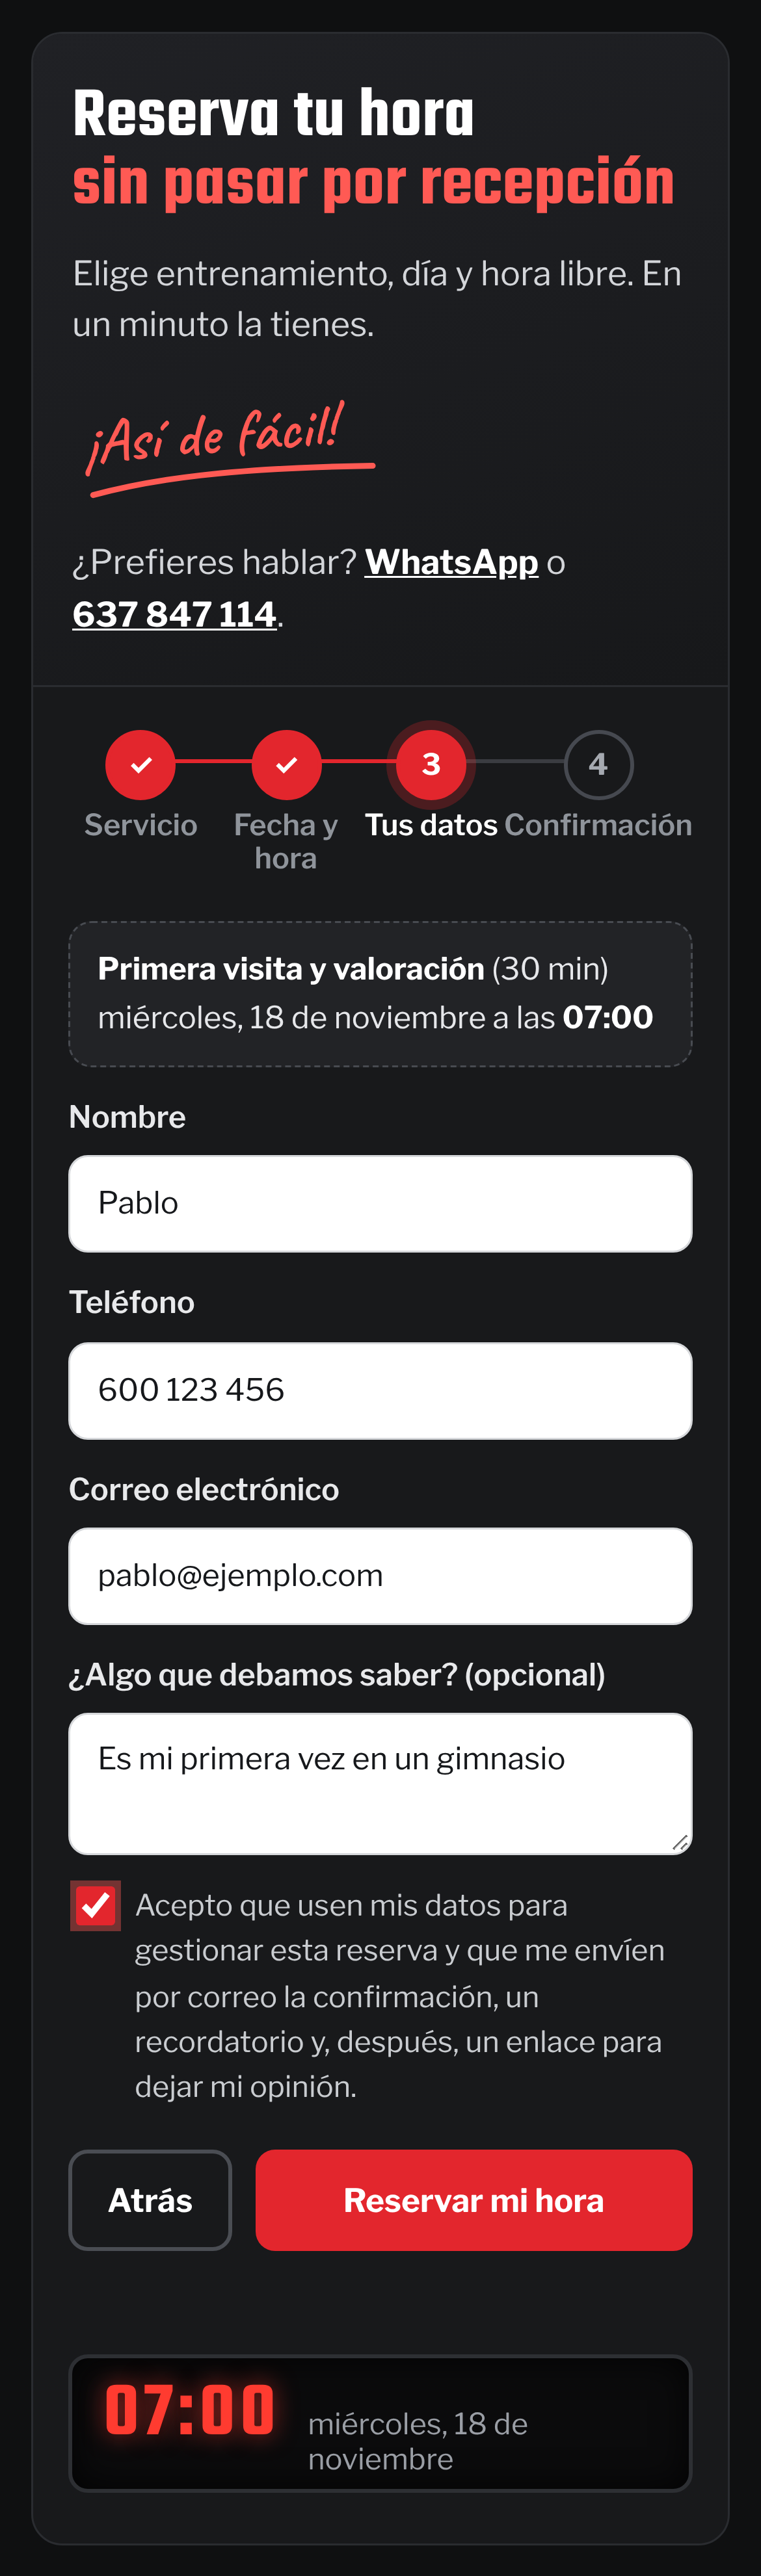 Reserva tu hora
sin pasar por recepción
Elige entrenamiento, día y hora libre. En
un minuto la tienes.
¡Así de fácil!
¿Prefieres hablar? WhatsApp o
637 847 114.
3
4
Servicio
Fecha y
hora
Tus datos
Confirmación
Primera visita y valoración (30 min)
miércoles, 18 de noviembre a las 07:00
Nombre
Pablo
Teléfono
600 123 456
Correo electrónico
pablo@ejemplo.com
¿Algo que debamos saber? (opcional)
Es mi primera vez en un gimnasio
Acepto que usen mis datos para
gestionar esta reserva y que me envíen
por correo la confirmación, un
recordatorio y, después, un enlace para
dejar mi opinión.
Atrás
Reservar mi hora
07:00
miércoles, 18 de
noviembre